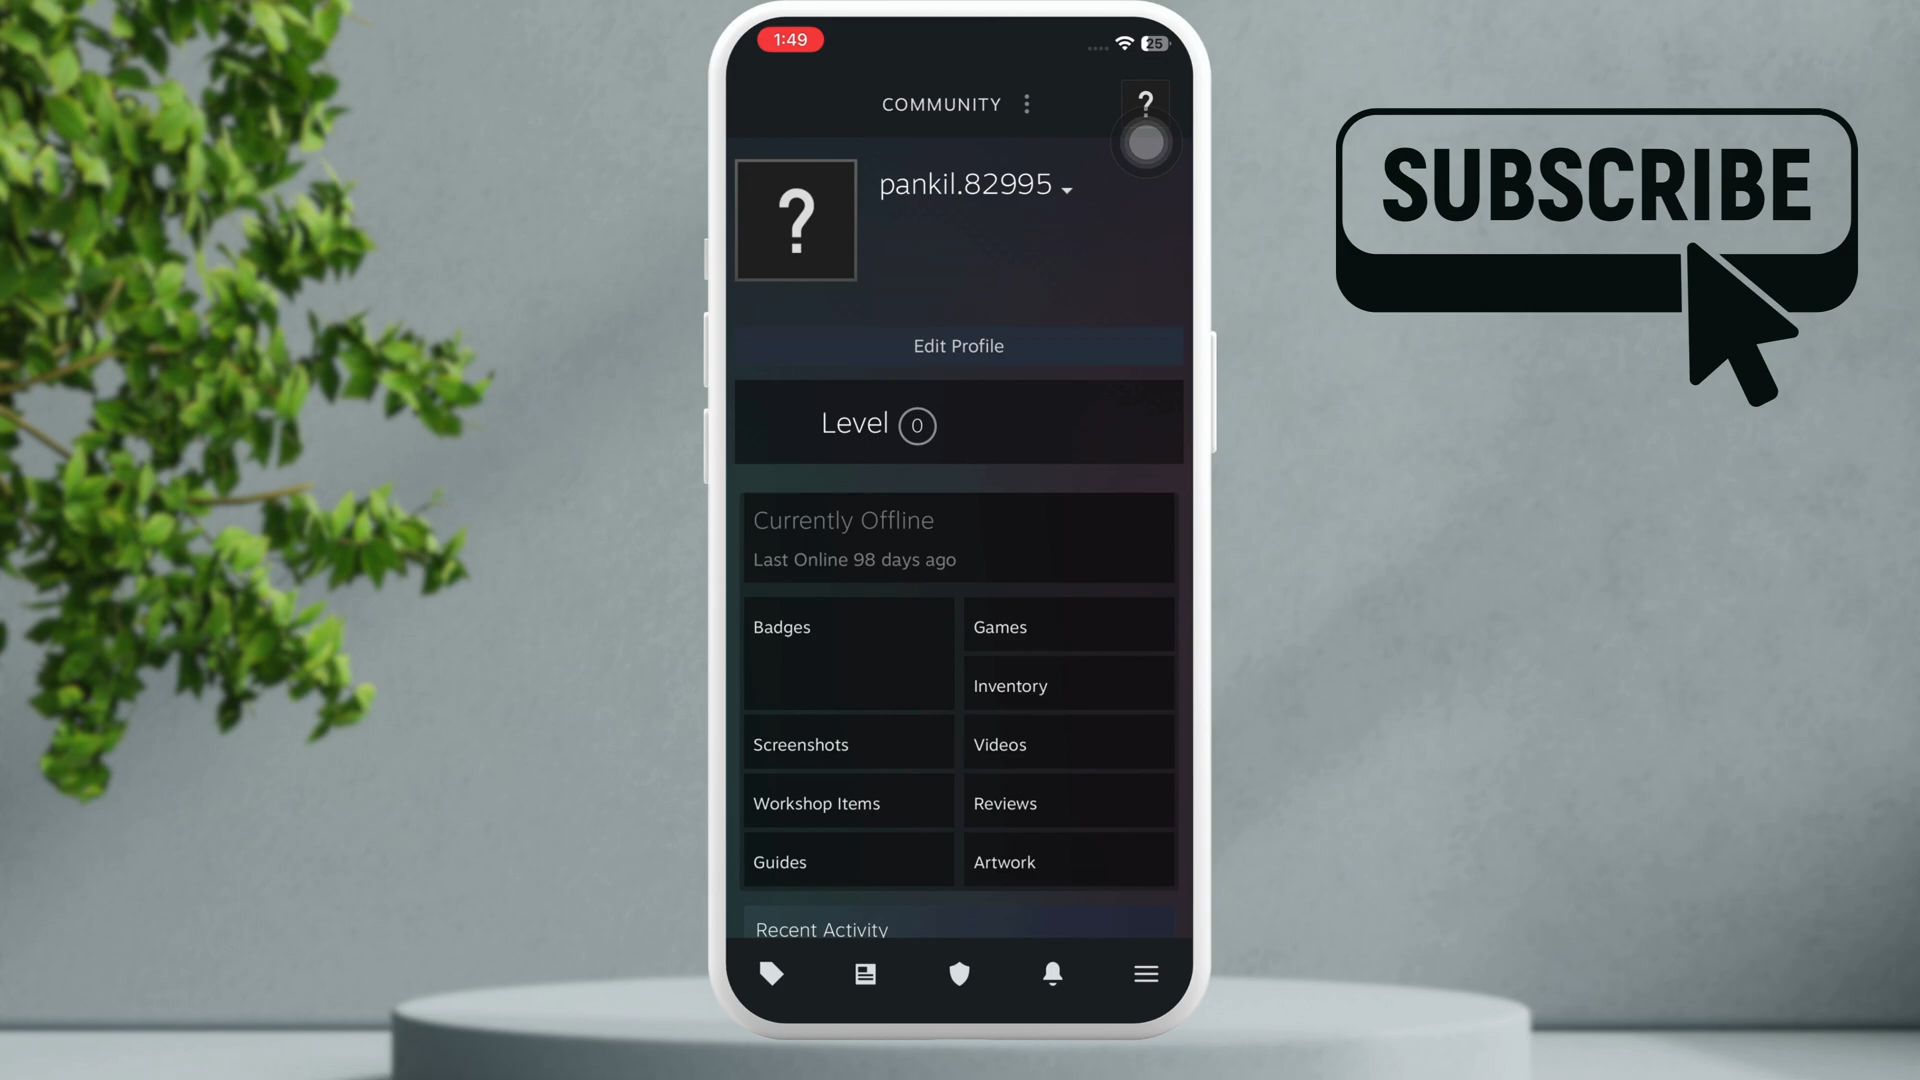 1:49
25
COMMUNITY
?
?
pankil.82995
Edit Profile
Level 0
Currently Offline
Last Online 98 days ago
Badges
Games
Inventory
Screenshots
Videos
Workshop Items
Reviews
Guides
Artwork
Recent Activity
SUBSCRIBE